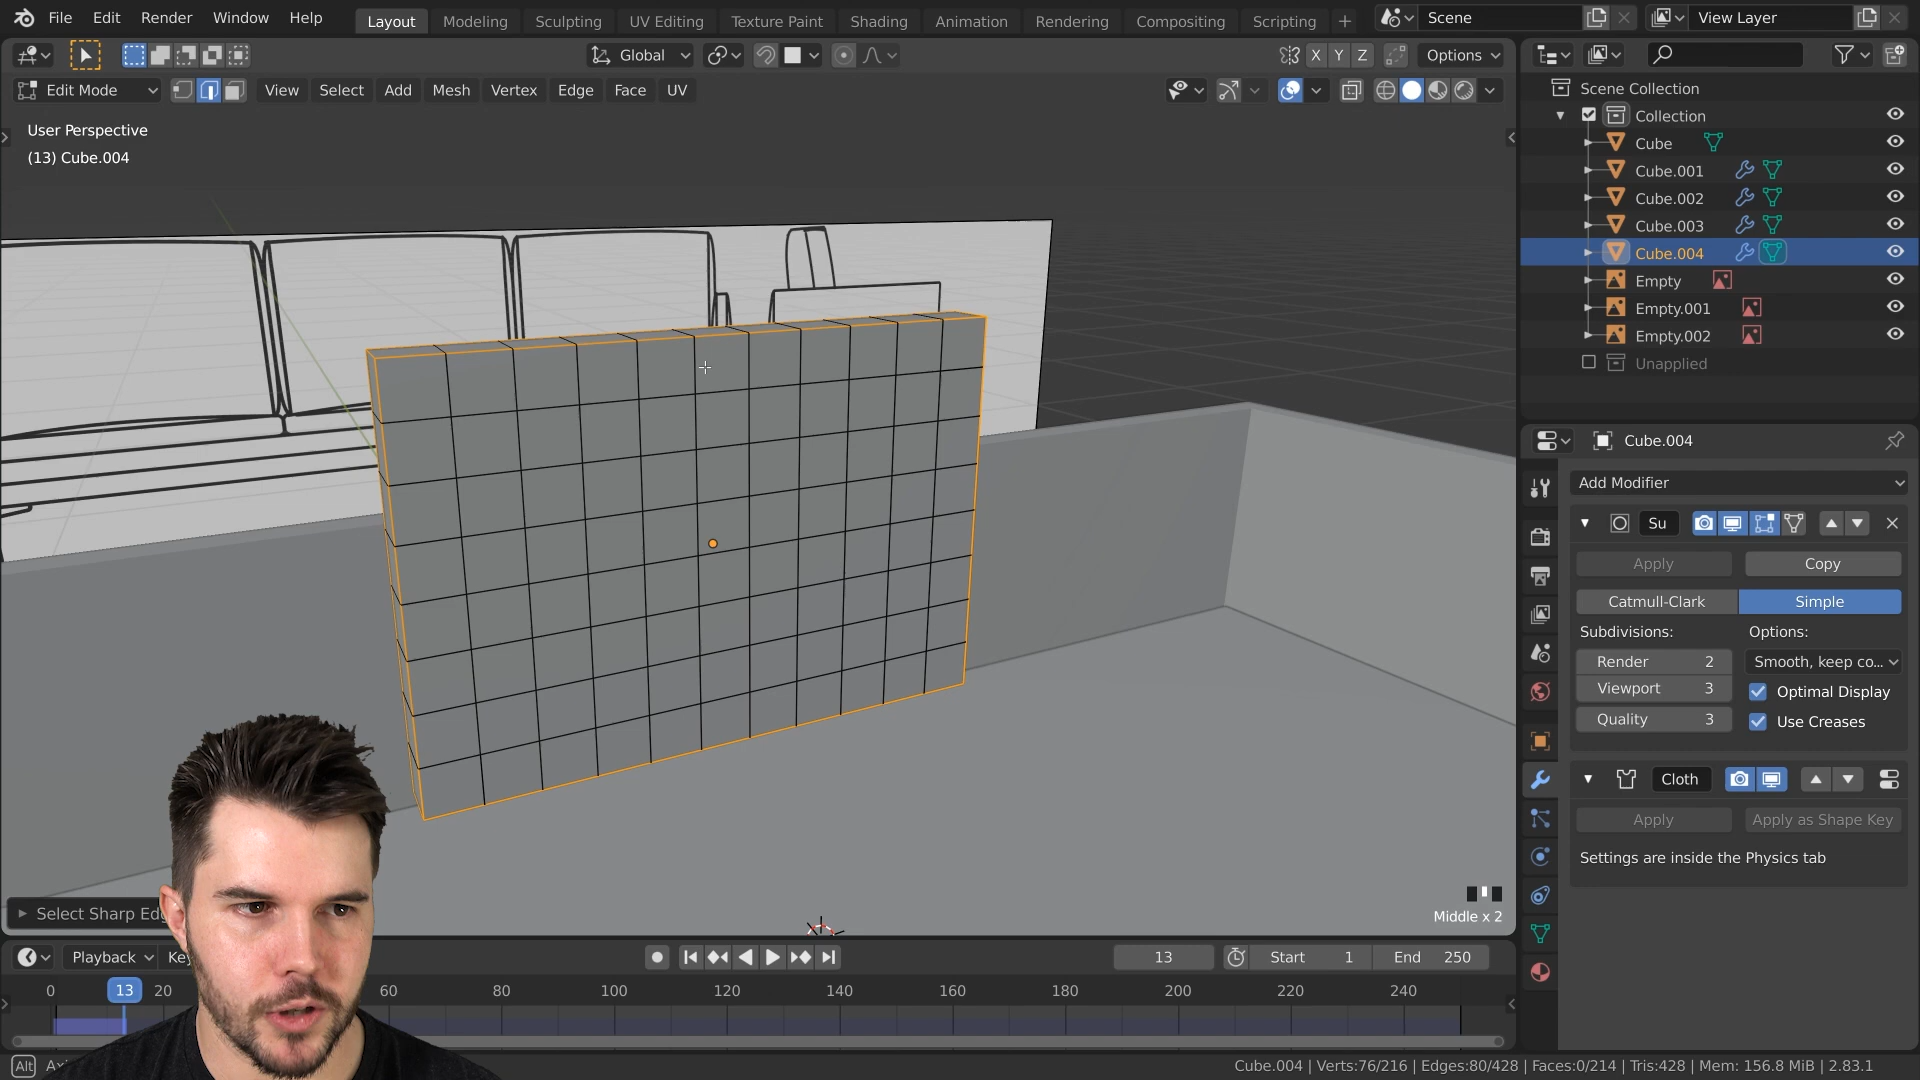 File Edit Render Window Help Layout Modeling Sculpting UV Editing Texture Paint Shading Animation Rendering Compositing Scripting + Scene View Layer
Global X Y Z Options
Edit Mode View Select Add Mesh Vertex Edge Face UV
User Perspective
(13) Cube.004
Scene Collection
Collection
Cube
Cube.001
Cube.002
Cube.003
Cube.004
Empty
Empty.001
Empty.002
Unapplied
Cube.004
Add Modifier
Su
Apply Copy
Catmull-Clark Simple
Subdivisions: Options:
Render 2 Smooth, keep co...
Viewport 3 Optimal Display
Quality 3 Use Creases
Cloth
Apply Apply as Shape Key
Settings are inside the Physics tab
Middle x 2
Select Sharp Ed
Playback Key 13 Start 1 End 250
0 13 20 60 80 100 120 140 160 180 200 220 240
Alt Ax Cube.004 | Verts:76/216 | Edges:80/428 | Faces:0/214 | Tris:428 | Mem: 156.8 MiB | 2.83.1